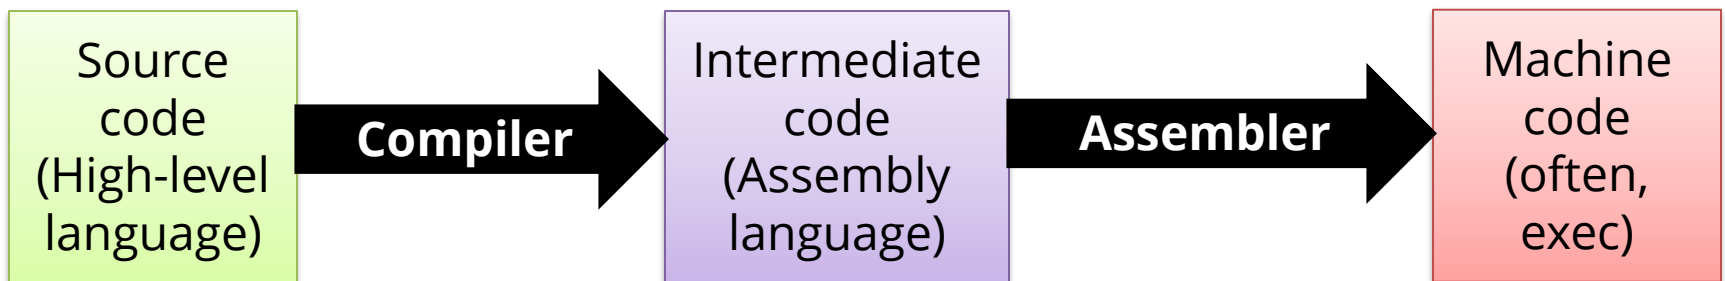 Source
code
(High-level
language)
Compiler
Intermediate
code
(Assembly
language)
Assembler
Machine
code
(often,
exec)